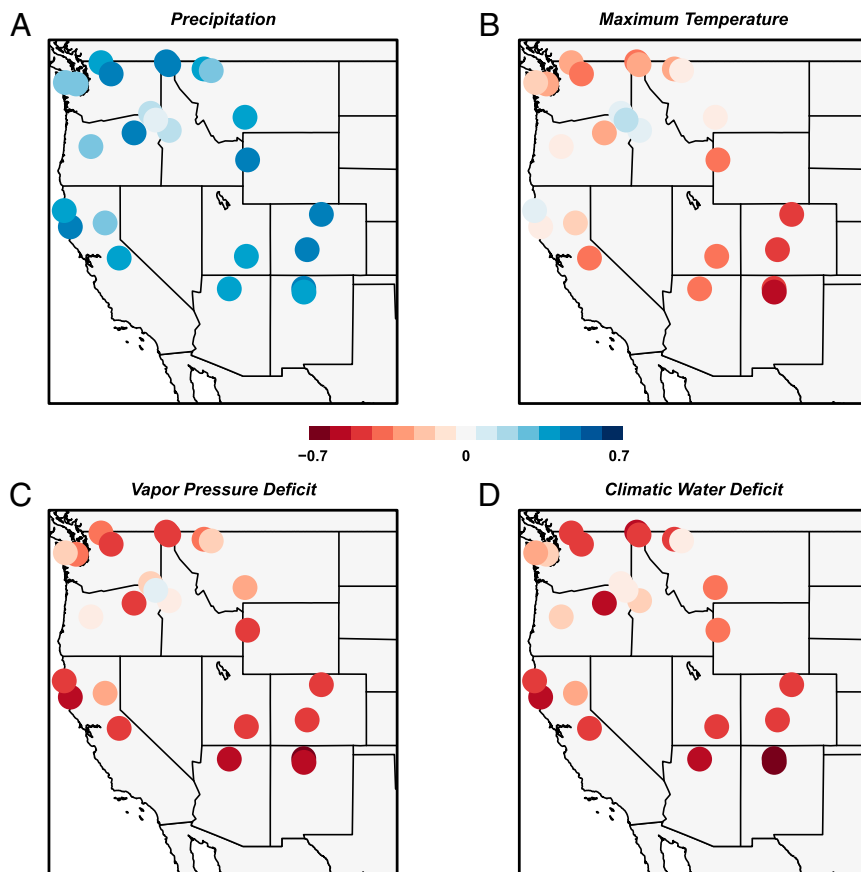 A
Precipitation
B
Maximum Temperature
−0.7
0
0.7
C
Vapor Pressure Deficit
D
Climatic Water Deficit